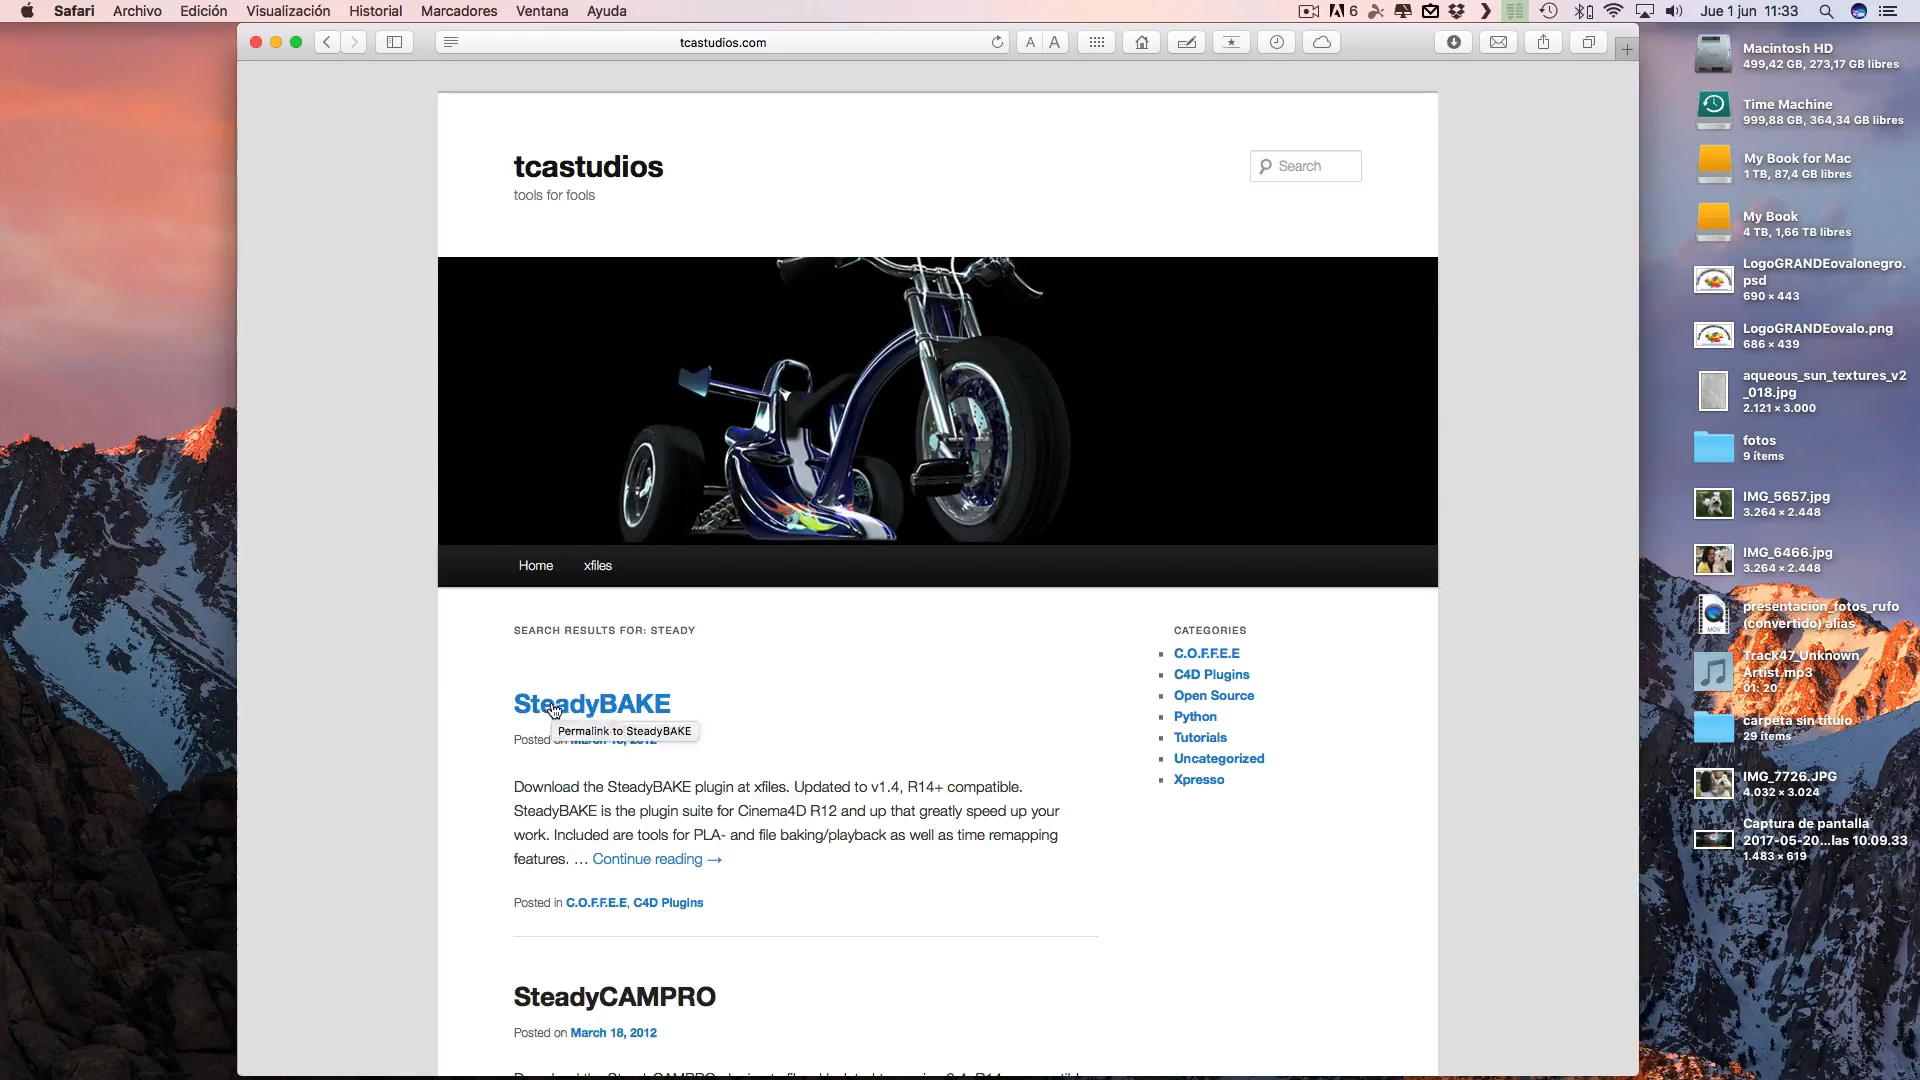 Safari Archivo Edición Visualización Historial Marcadores Ventana Ayuda
6
Jue 1 jun 11:33
tcastudios.com
A A
tcastudios
tools for fools
Search
Home xfiles
SEARCH RESULTS FOR: STEADY
SteadyBAKE
Permalink to SteadyBAKE
Posted on
Download the SteadyBAKE plugin at xfiles. Updated to v1.4, R14+ compatible.
SteadyBAKE is the plugin suite for Cinema4D R12 and up that greatly speed up your
work. Included are tools for PLA- and file baking/playback as well as time remapping
features. … Continue reading →
Posted in C.O.F.F.E.E, C4D Plugins
SteadyCAMPRO
Posted on March 18, 2012
CATEGORIES
C.O.F.F.E.E
C4D Plugins
Open Source
Python
Tutorials
Uncategorized
Xpresso
Macintosh HD
499,42 GB, 273,17 GB libres
Time Machine
999,88 GB, 364,34 GB libres
My Book for Mac
1 TB, 87,4 GB libres
My Book
4 TB, 1,66 TB libres
LogoGRANDEovalonegro.
psd
690 × 443
LogoGRANDEovalo.png
686 × 439
aqueous_sun_textures_v2
_018.jpg
2.121 × 3.000
fotos
9 ítems
IMG_5657.jpg
3.264 × 2.448
IMG_6466.jpg
3.264 × 2.448
MOV
presentación_fotos_rufo
(convertido) alias
Track47_Unknown
Artist.mp3
01: 20
carpeta sin título
29 ítems
IMG_7726.JPG
4.032 × 3.024
Captura de pantalla
2017-05-20...las 10.09.33
1.483 × 619